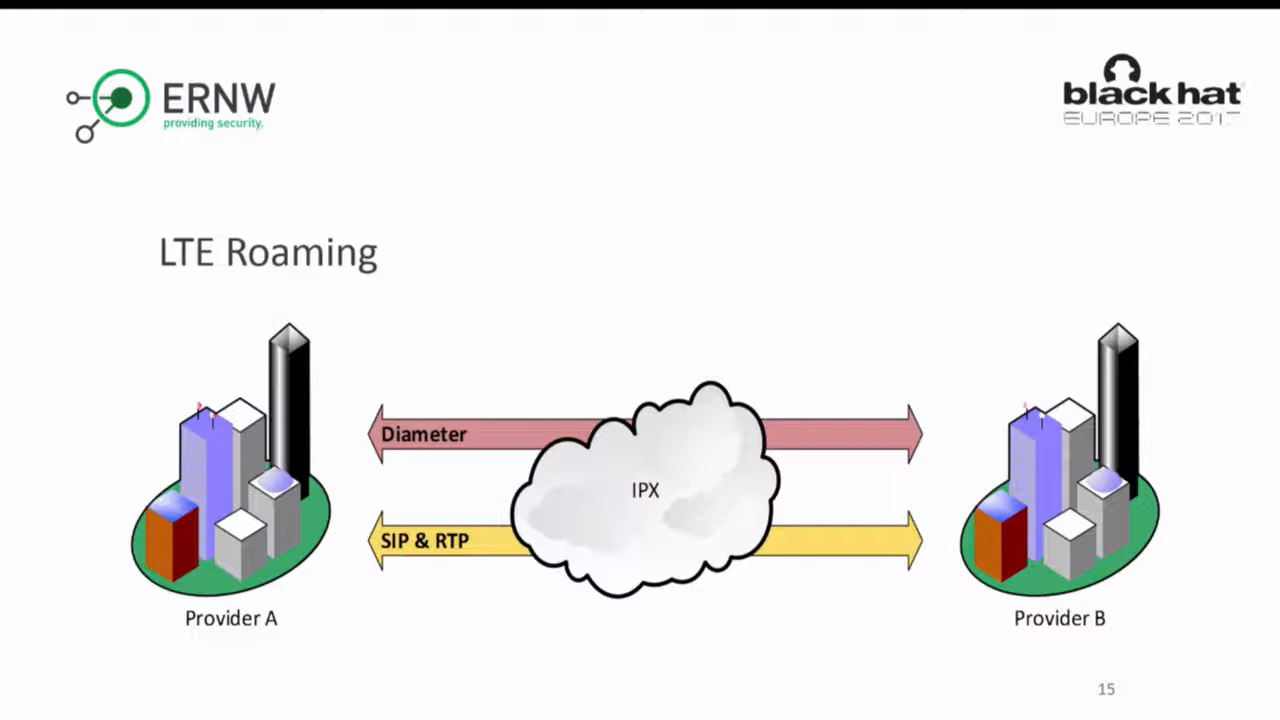 ERNW
providing security.
black hat
EUROPE 2017
LTE Roaming
Diameter
IPX
SIP & RTP
Provider A
Provider B
15